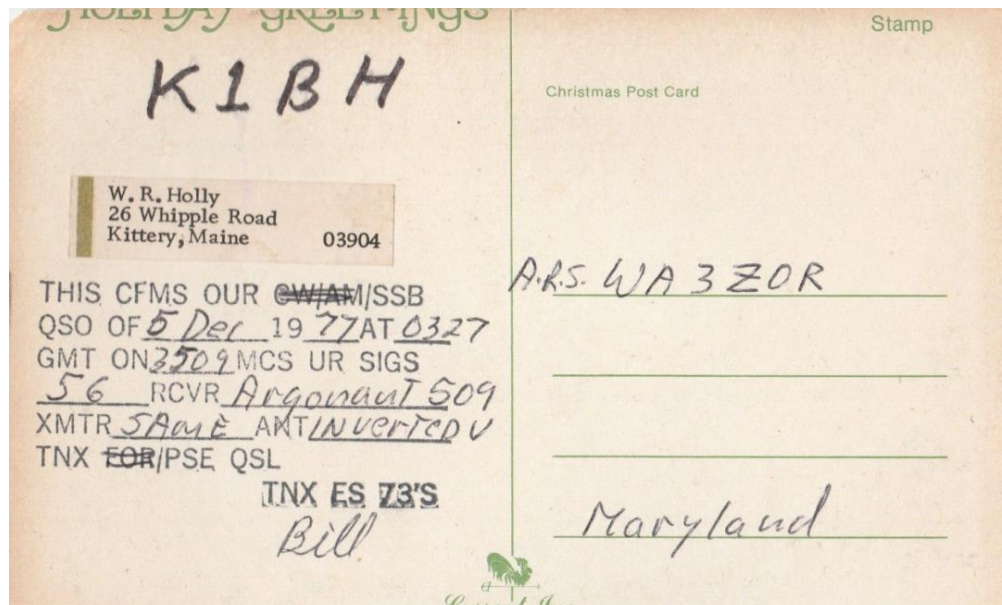 HOLIDAY GREETINGS
K1BH
W. R. Holly
26 Whipple Road
Kittery, Maine 03904
THIS CFMS OUR CW/AM/SSB
QSO OF 5 Dec 19 77 AT 0327
GMT ON 3509 MCS UR SIGS
56 RCVR Argonaut 509
XMTR SAME ANT INVERTED V
TNX FOR/PSE QSL
TNX ES 73'S
Bill
Stamp
Christmas Post Card
A.R.S. WA3ZOR
Maryland